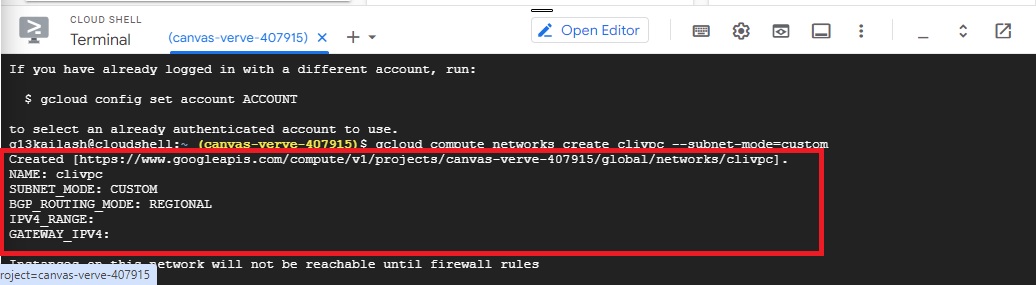 CLOUD SHELL
Terminal
(canvas-verve-407915)
Open Editor
If you have already logged in with a different account, run:
$ gcloud config set account ACCOUNT
to select an already authenticated account to use.
g13kailash@cloudshell:~ (canvas-verve-407915)$ gcloud compute networks create clivpc --subnet-mode=custom
Created [https://www.googleapis.com/compute/v1/projects/canvas-verve-407915/global/networks/clivpc].
NAME: clivpc
SUBNET_MODE: CUSTOM
BGP_ROUTING_MODE: REGIONAL
IPV4_RANGE:
GATEWAY_IPV4:
Instances on this network will not be reachable until firewall rules
roject=canvas-verve-407915